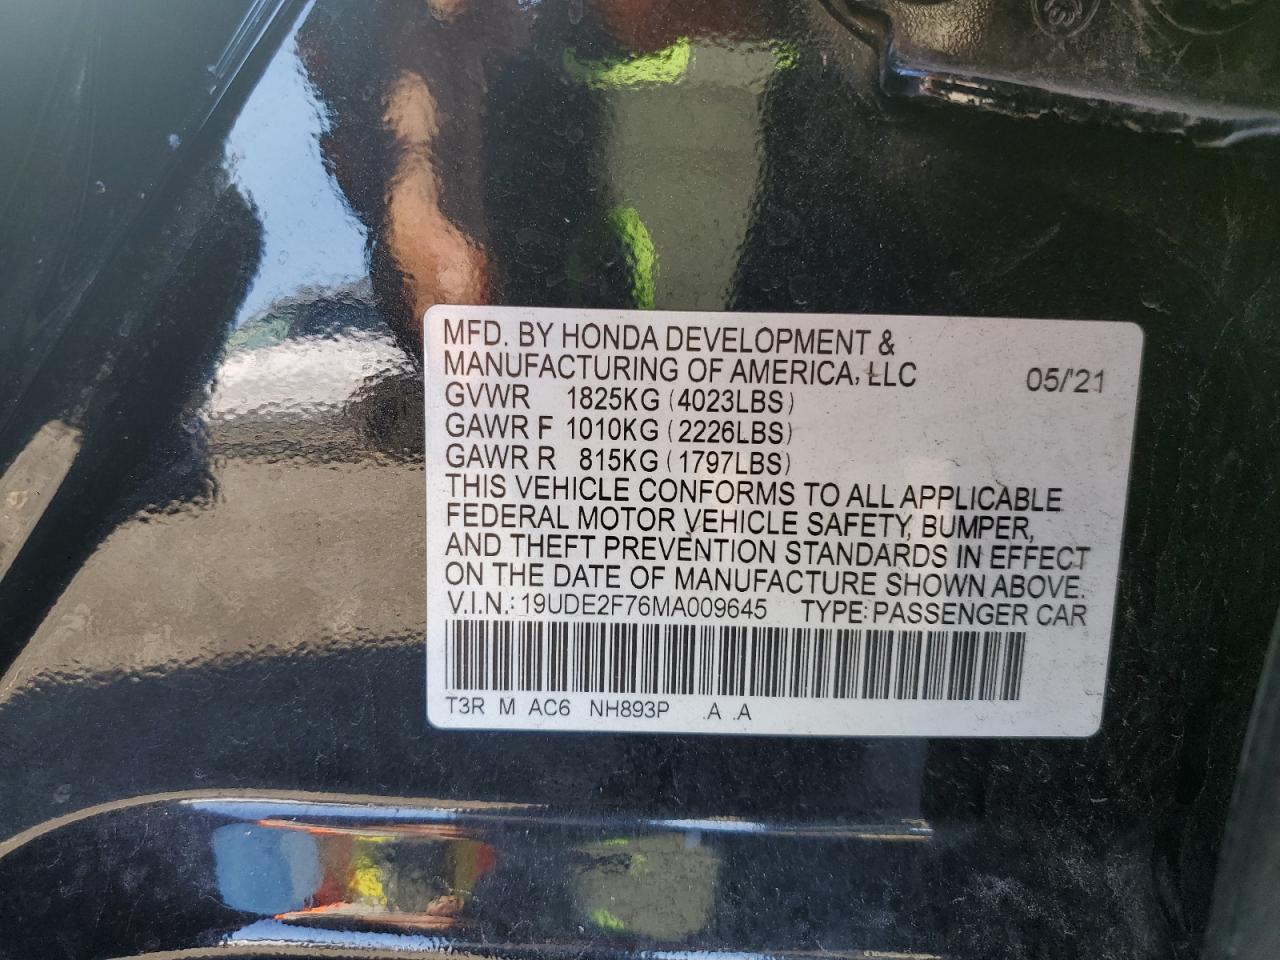 MFD. BY HONDA DEVELOPMENT &
MANUFACTURING OF AMERICA, LLC 05/'21
GVWR 1825KG (4023LBS)
GAWR F 1010KG (2226LBS)
GAWR R 815KG (1797LBS)
THIS VEHICLE CONFORMS TO ALL APPLICABLE
FEDERAL MOTOR VEHICLE SAFETY, BUMPER,
AND THEFT PREVENTION STANDARDS IN EFFECT
ON THE DATE OF MANUFACTURE SHOWN ABOVE.
V.I.N.: 19UDE2F76MA009645 TYPE: PASSENGER CAR
T3R M AC6 NH893P .A .A